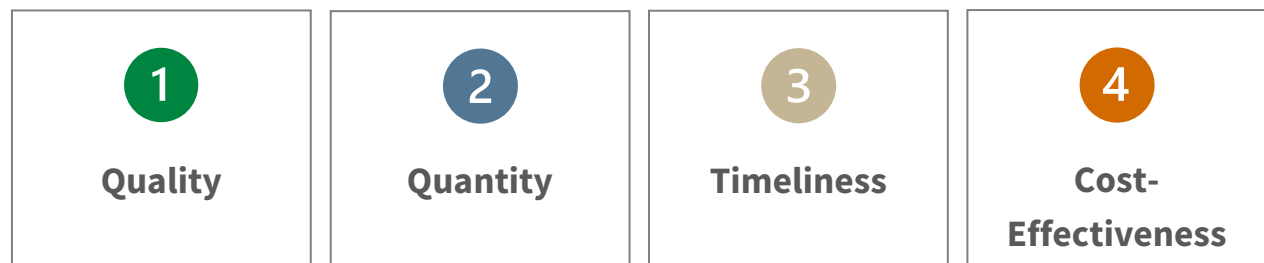 1
Quality
2
Quantity
3
Timeliness
4
Cost-
Effectiveness